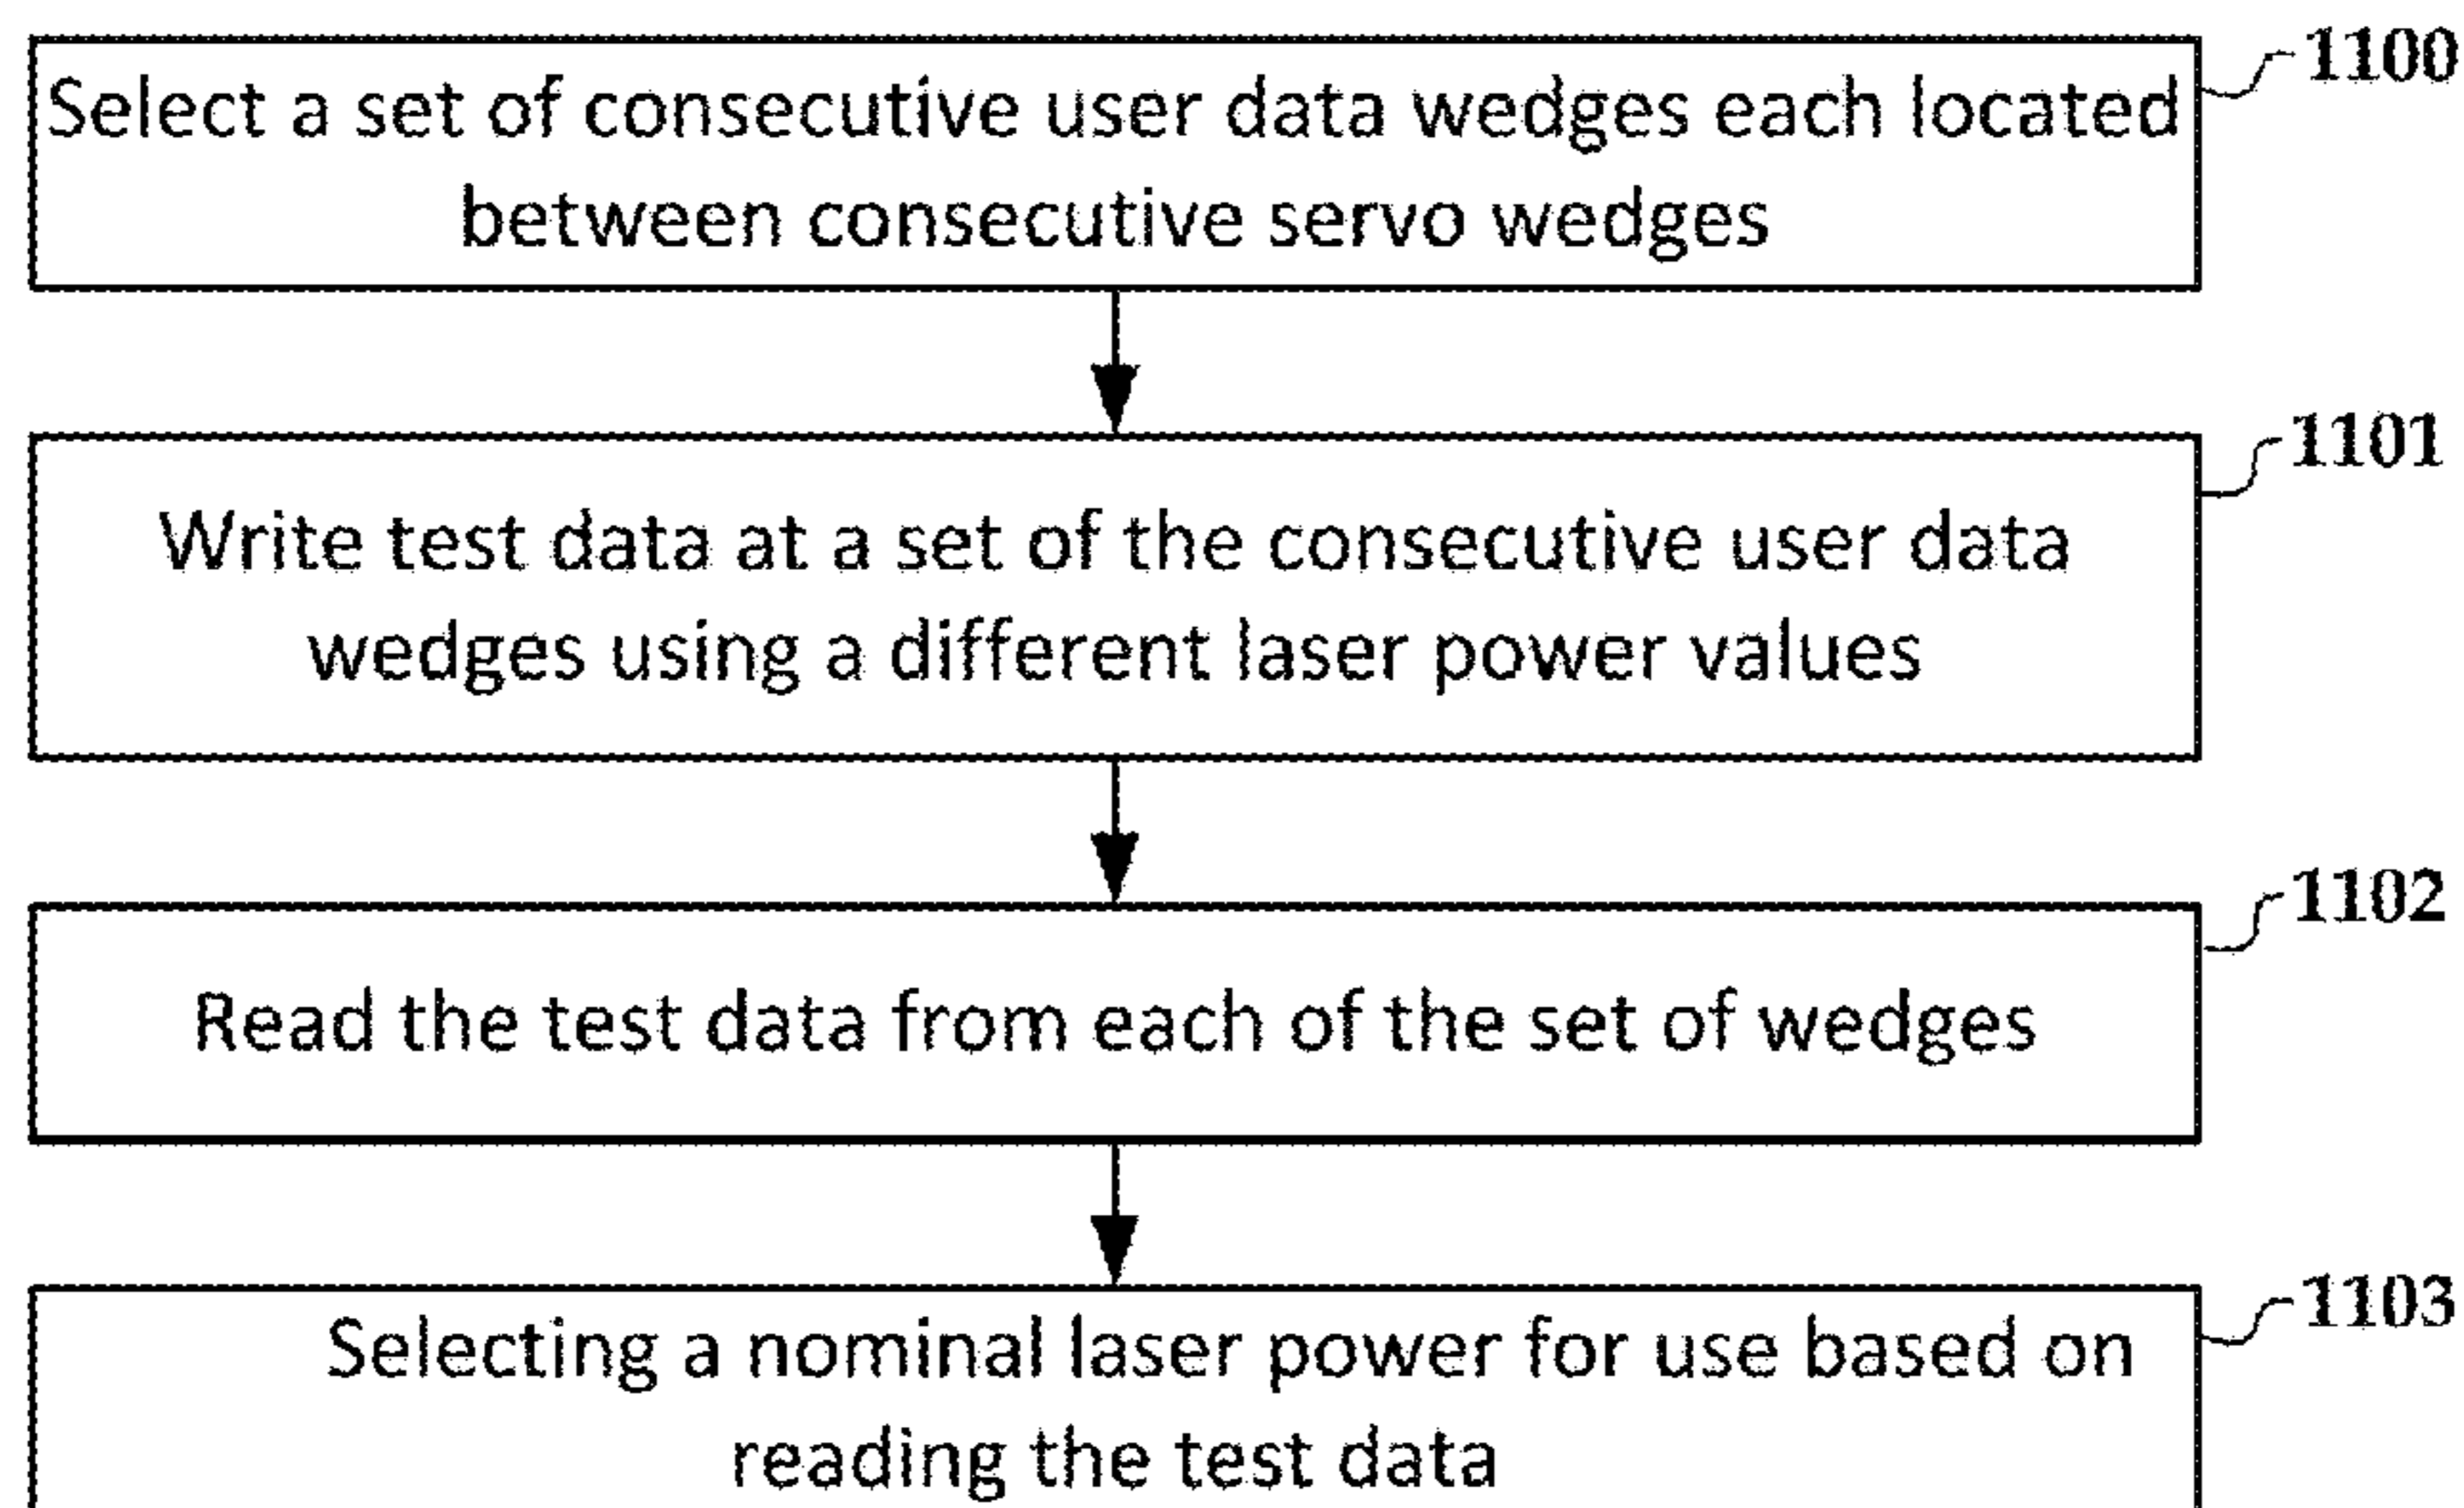 1100
Select a set of consecutive user data wedges each located
between consecutive servo wedges
1101
Write test data at a set of the consecutive user data
wedges using a different laser power values
1102
Read the test data from each of the set of wedges
1103
Selecting a nominal laser power for use based on
reading the test data